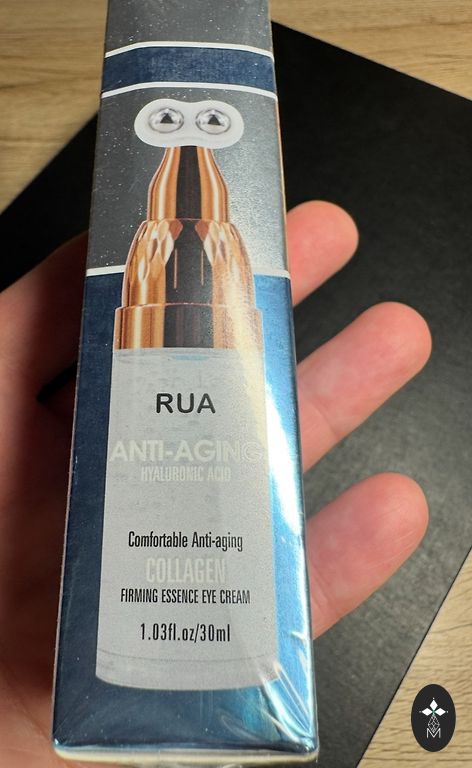 RUA
ANTI-AGING
HYALURONIC ACID
Comfortable Anti-aging
COLLAGEN
FIRMING ESSENCE EYE CREAM
1.03fl.oz/30ml
M